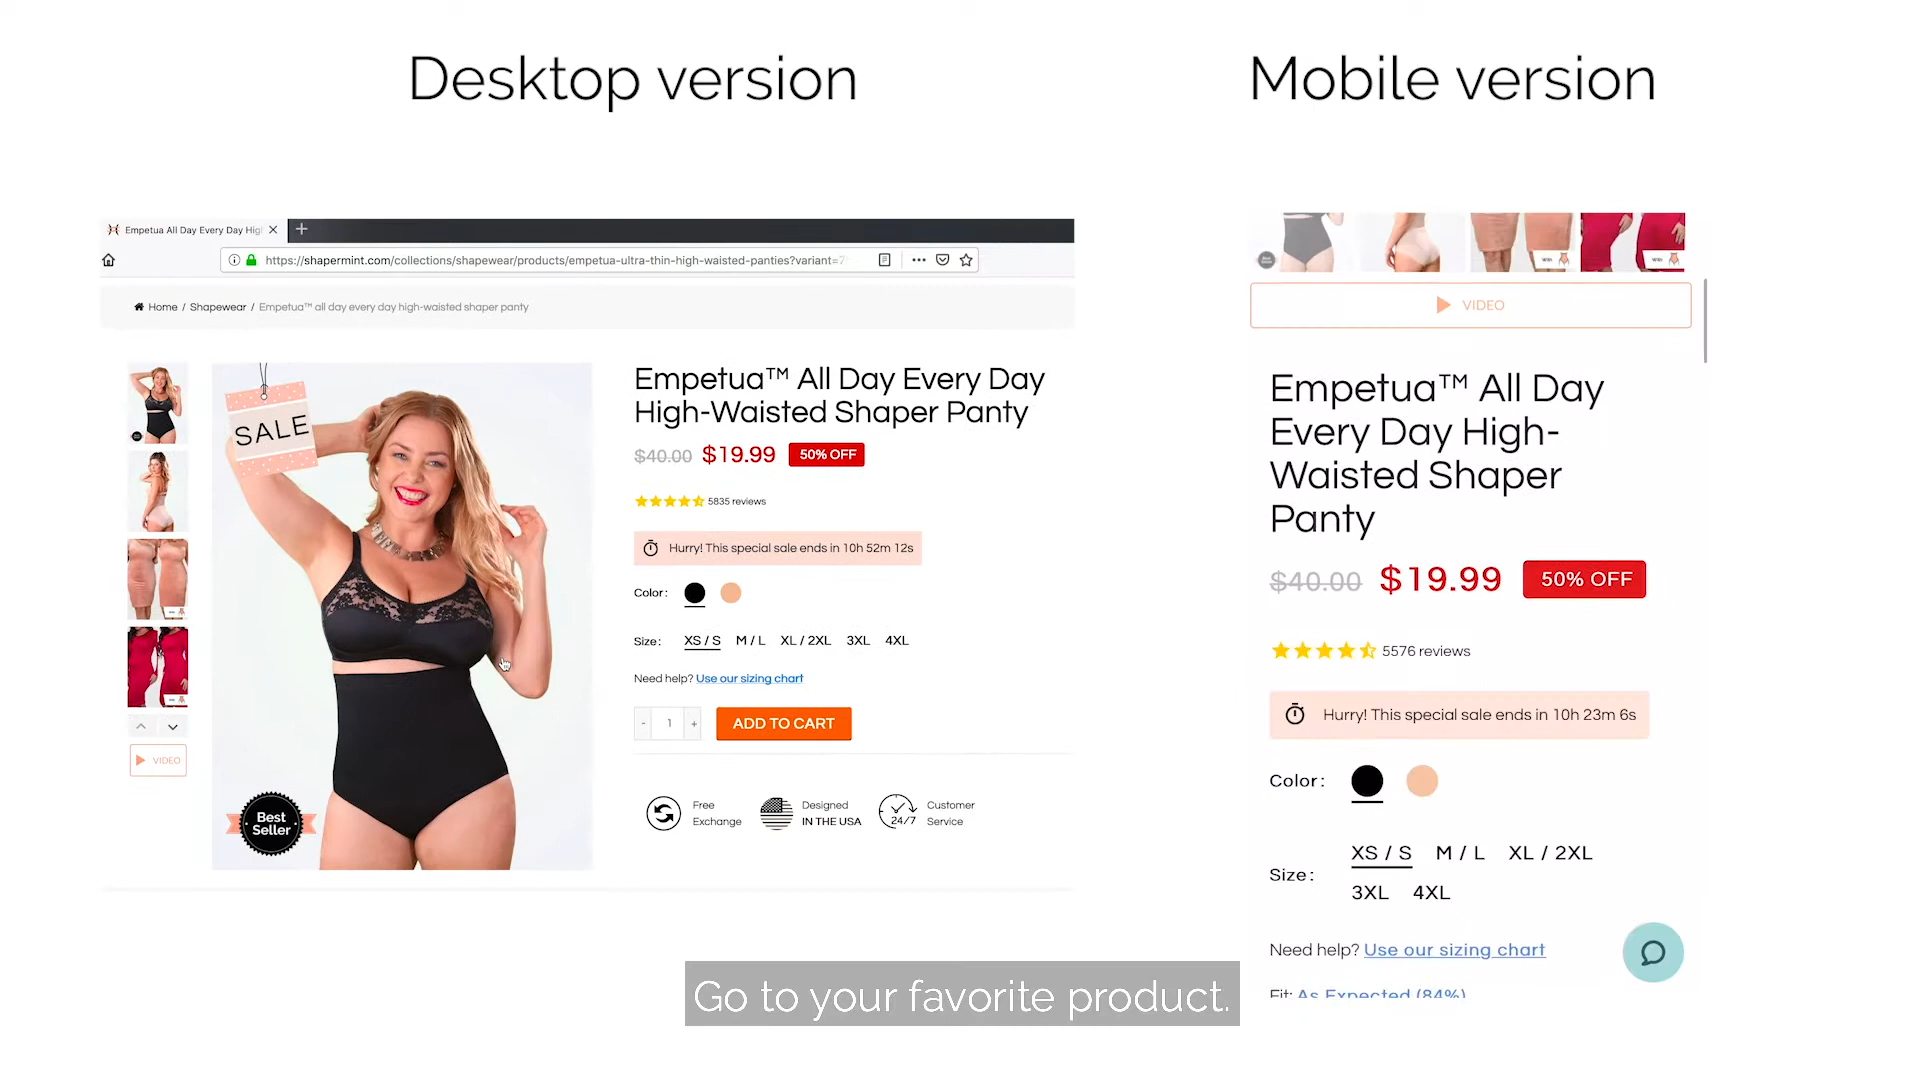 Desktop version
Mobile version
Empetua All Day Every Day Hig
https://shapermint.com/collections/shapewear/products/empetua-ultra-thin-high-waisted-panties?variant=7
Home / Shapewear / Empetua™ all day every day high-waisted shaper panty
SALE
Best
Seller
VIDEO
Empetua™ All Day Every Day
High-Waisted Shaper Panty
$40.00 $19.99 50% OFF
5835 reviews
Hurry! This special sale ends in 10h 52m 12s
Color:
Size: XS / S M / L XL / 2XL 3XL 4XL
Need help? Use our sizing chart
- 1 + ADD TO CART
Free
Exchange
Designed
IN THE USA
24/7
Customer
Service
VIDEO
Empetua™ All Day
Every Day High-
Waisted Shaper
Panty
$40.00 $19.99 50% OFF
5576 reviews
Hurry! This special sale ends in 10h 23m 6s
Color:
Size: XS / S M / L XL / 2XL
3XL 4XL
Need help? Use our sizing chart
Fit: As Expected (84%)
Go to your favorite product.